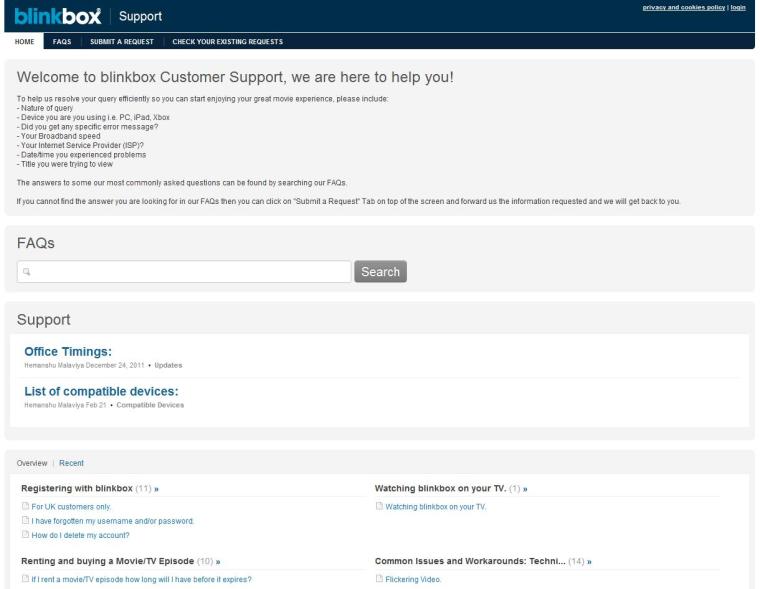 blinkbox Support
privacy and cookies policy | login
HOME FAQS SUBMIT A REQUEST CHECK YOUR EXISTING REQUESTS
Welcome to blinkbox Customer Support, we are here to help you!
To help us resolve your query efficiently so you can start enjoying your great movie experience, please include:
- Nature of query
- Device you are you using i.e. PC, iPad, Xbox
- Did you get any specific error message?
- Your Broadband speed
- Your Internet Service Provider (ISP)?
- Date/time you experienced problems
- Title you were trying to view
The answers to some our most commonly asked questions can be found by searching our FAQs.
If you cannot find the answer you are looking for in our FAQs then you can click on "Submit a Request" Tab on top of the screen and forward us the information requested and we will get back to you.
FAQs
Search
Support
Office Timings:
Hemanshu Malaviya December 24, 2011 • Updates
List of compatible devices:
Hemanshu Malaviya Feb 21 • Compatible Devices
Overview | Recent
Registering with blinkbox (11) »
For UK customers only.
I have forgotten my username and/or password.
How do I delete my account?
Watching blinkbox on your TV. (1) »
Watching blinkbox on your TV.
Renting and buying a Movie/TV Episode (10) »
If I rent a movie/TV episode how long will I have before it expires?
Common Issues and Workarounds: Techni... (14) »
Flickering Video.